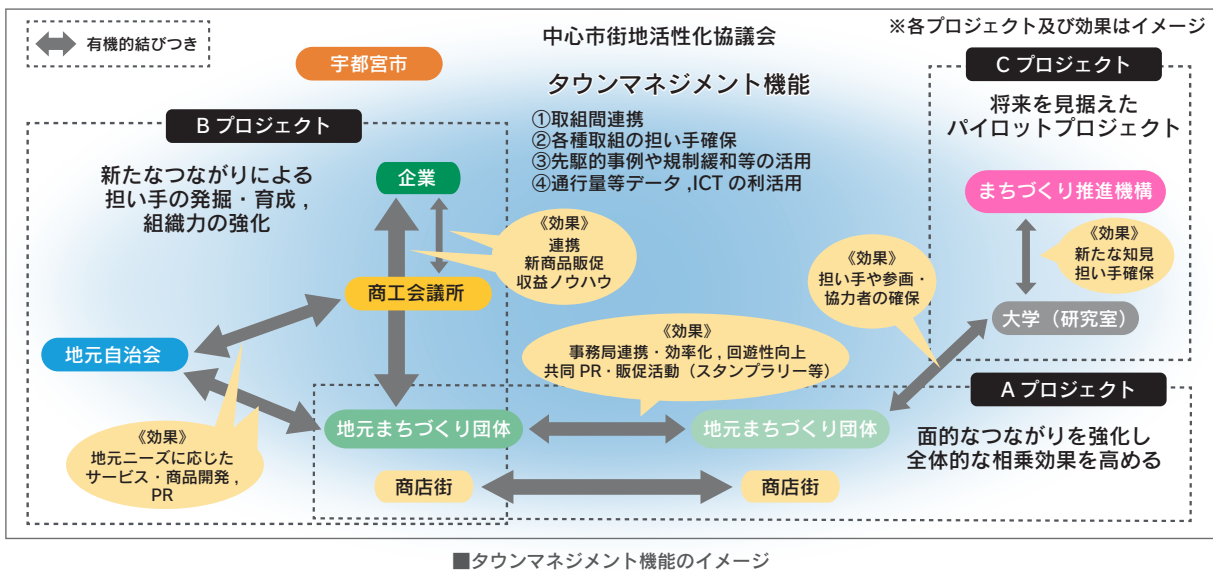 有機的結びつき
中心市街地活性化協議会
※各プロジェクト及び効果はイメージ
宇都宮市
タウンマネジメント機能
①取組間連携
②各種取組の担い手確保
③先駆的事例や規制緩和等の活用
④通行量等データ,ICTの利活用
Bプロジェクト
新たなつながりによる
担い手の発掘・育成,
組織力の強化
企業
《効果》
連携
新商品販促
収益ノウハウ
商工会議所
地元自治会
《効果》
地元ニーズに応じた
サービス・商品開発,
PR
Cプロジェクト
将来を見据えた
パイロットプロジェクト
まちづくり推進機構
《効果》
新たな知見
担い手確保
大学(研究室)
《効果》
担い手や参画・
協力者の確保
《効果》
事務局連携・効率化,回遊性向上
共同PR・販促活動(スタンプラリー等)
Aプロジェクト
面的なつながりを強化し
全体的な相乗効果を高める
地元まちづくり団体
地元まちづくり団体
商店街
商店街
■タウンマネジメント機能のイメージ